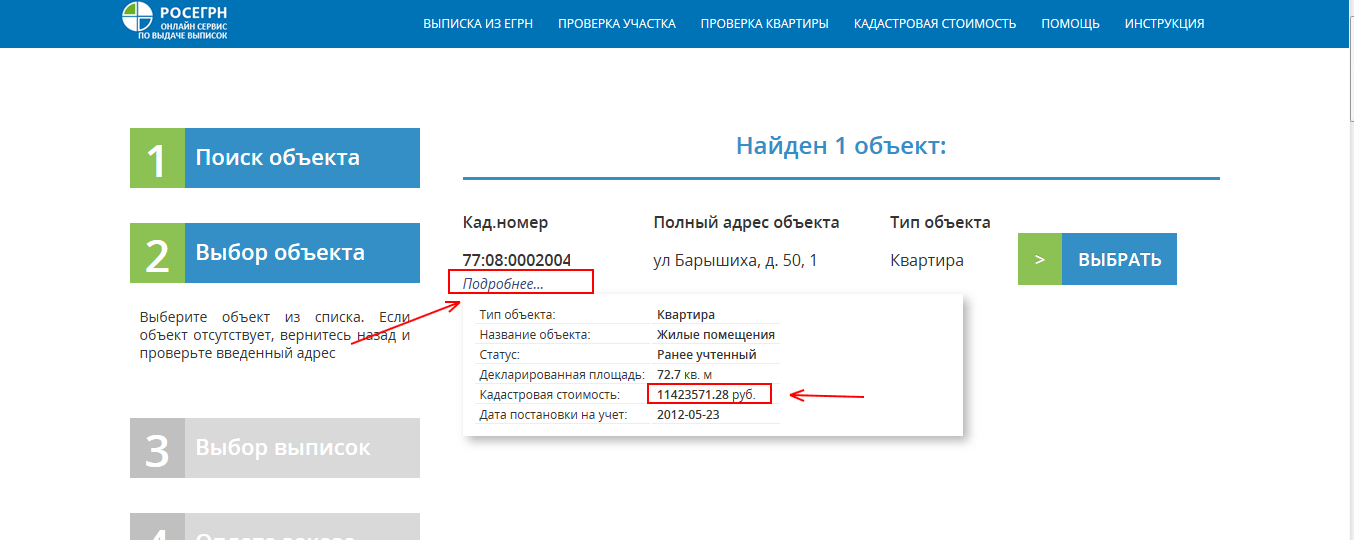 РОСЕГРН
ОНЛАЙН СЕРВИС
ПО ВЫДАЧЕ ВЫПИСОК
ВЫПИСКА ИЗ ЕГРН ПРОВЕРКА УЧАСТКА ПРОВЕРКА КВАРТИРЫ КАДАСТРОВАЯ СТОИМОСТЬ ПОМОЩЬ ИНСТРУКЦИЯ
1 Поиск объекта
2 Выбор объекта
Выберите объект из списка. Если
объект отсутствует, вернитесь назад и
проверьте введенный адрес
3 Выбор выписок
4 Оплата заказа
Найден 1 объект:
Кад.номер Полный адрес объекта Тип объекта
77:08:0002004 ул Барышиха, д. 50, 1 Квартира
> ВЫБРАТЬ
Подробнее...
Тип объекта: Квартира
Название объекта: Жилые помещения
Статус: Ранее учтенный
Декларированная площадь: 72.7 кв. м
Кадастровая стоимость: 11423571.28 руб.
Дата постановки на учет: 2012-05-23